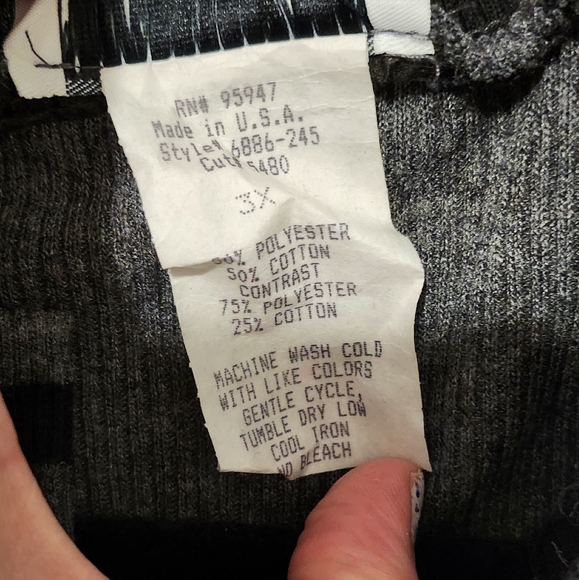 RN# 95947
Made in U.S.A.
Style# 6886-245
Cut# 5480
3X
50% POLYESTER
50% COTTON
CONTRAST
75% POLYESTER
25% COTTON
MACHINE WASH COLD
WITH LIKE COLORS
GENTLE CYCLE,
TUMBLE DRY LOW
COOL IRON
NO BLEACH